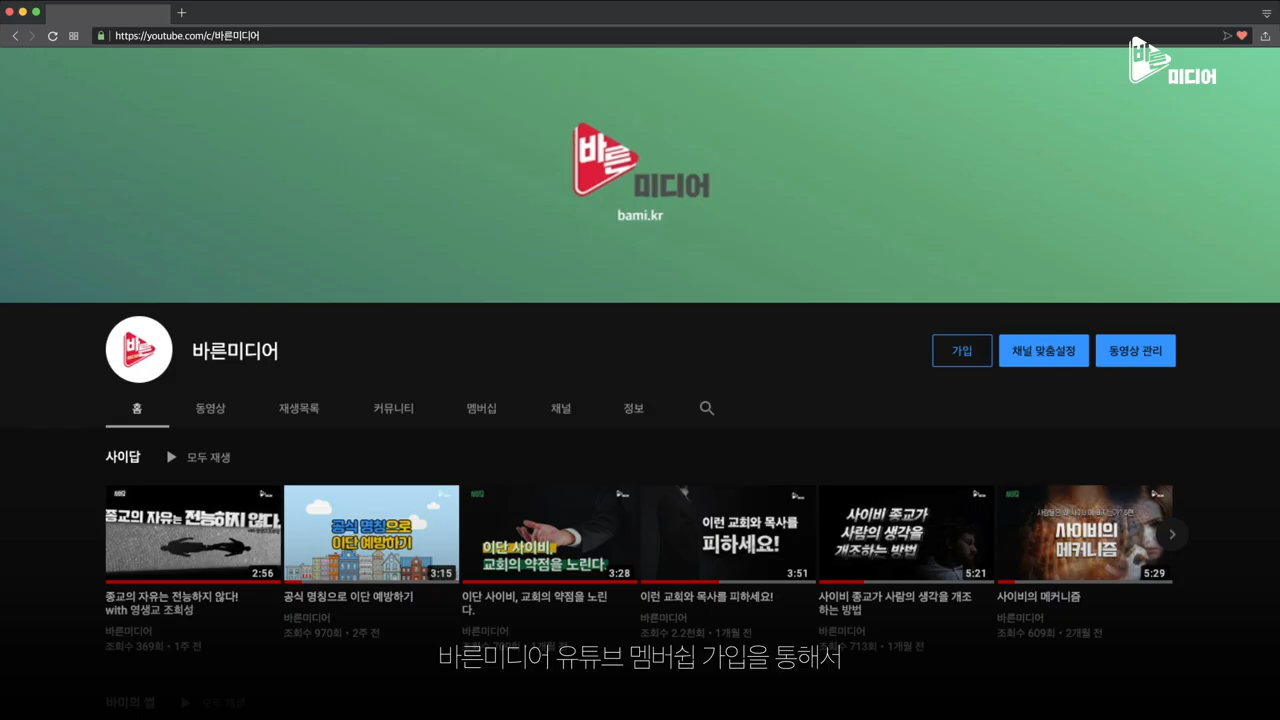 https://youtube.com/c/바른미디어
바른
미디어
바른
미디어
bami.kr
바른
바른미디어
가입
채널 맞춤설정
동영상 관리
홈
동영상
재생목록
커뮤니티
멤버십
채널
정보
사이답
모두 재생
종교의 자유는 전능하지 않다.
2:56
공식 명칭으로
이단 예방하기
3:15
이단 사이비,
교회의 약점을 노린다.
3:28
이런 교회와 목사를
피하세요!
3:51
사이비 종교가
사람의 생각을
개조하는 방법
5:21
사이비의
메커니즘
5:29
종교의 자유는 전능하지 않다!
with 영생교 조희성
바른미디어
조회수 369회 • 1주 전
공식 명칭으로 이단 예방하기
바른미디어
조회수 970회 • 2주 전
이단 사이비, 교회의 약점을 노린
다.
바른미디어
이런 교회와 목사를 피하세요!
바른미디어
조회수 2.2천회 • 1개월 전
사이비 종교가 사람의 생각을 개조
하는 방법
바른미디어
조회수 713회 • 1개월 전
사이비의 메커니즘
바른미디어
조회수 609회 • 2개월 전
바른미디어 유튜브 멤버쉽 가입을 통해서
바미의 썰
모두 재생